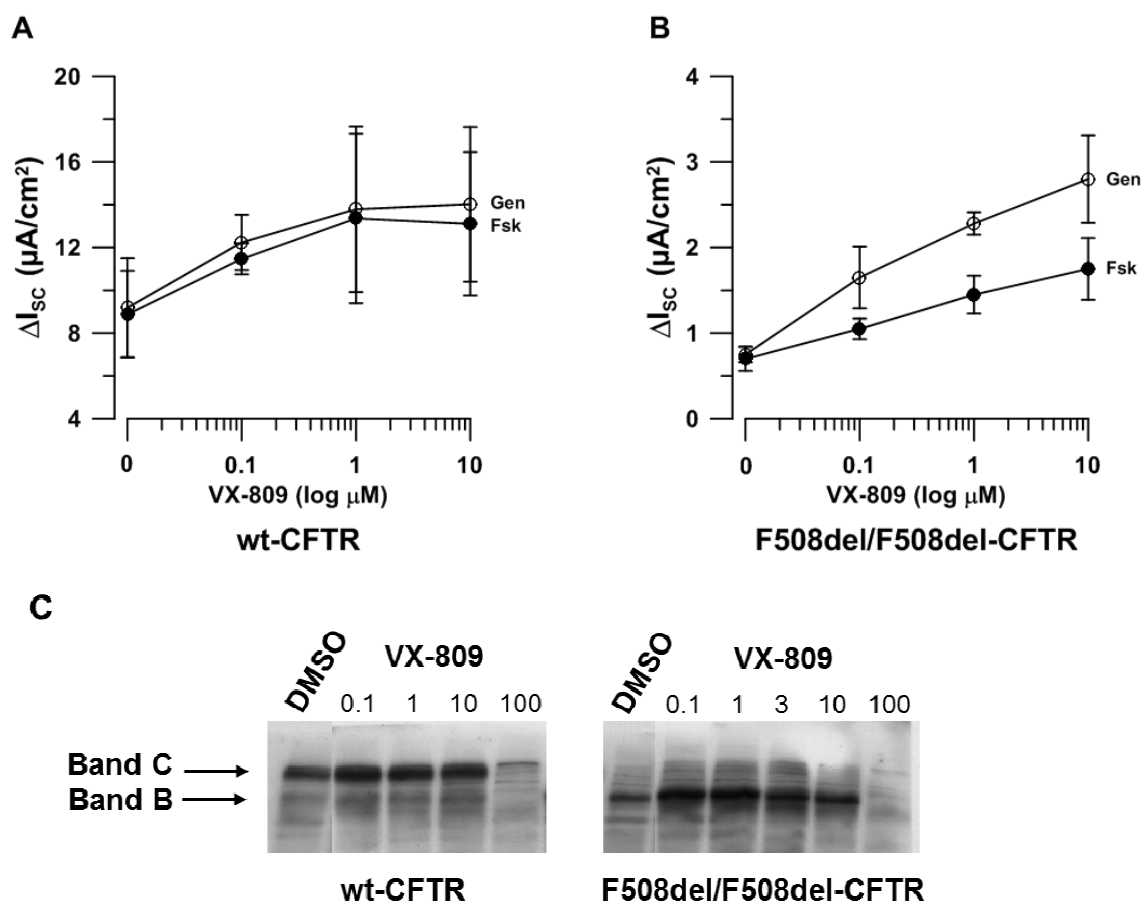 A
20
16
12
8
4
ΔI_SC (µA/cm²)
Gen
Fsk
0 0.1 1 10
VX-809 (log µM)
wt-CFTR
B
4
3
2
1
0
ΔI_SC (µA/cm²)
Gen
Fsk
0 0.1 1 10
VX-809 (log µM)
F508del/F508del-CFTR
C
DMSO VX-809
0.1 1 10 100
DMSO VX-809
0.1 1 3 10 100
Band C
Band B
wt-CFTR
F508del/F508del-CFTR